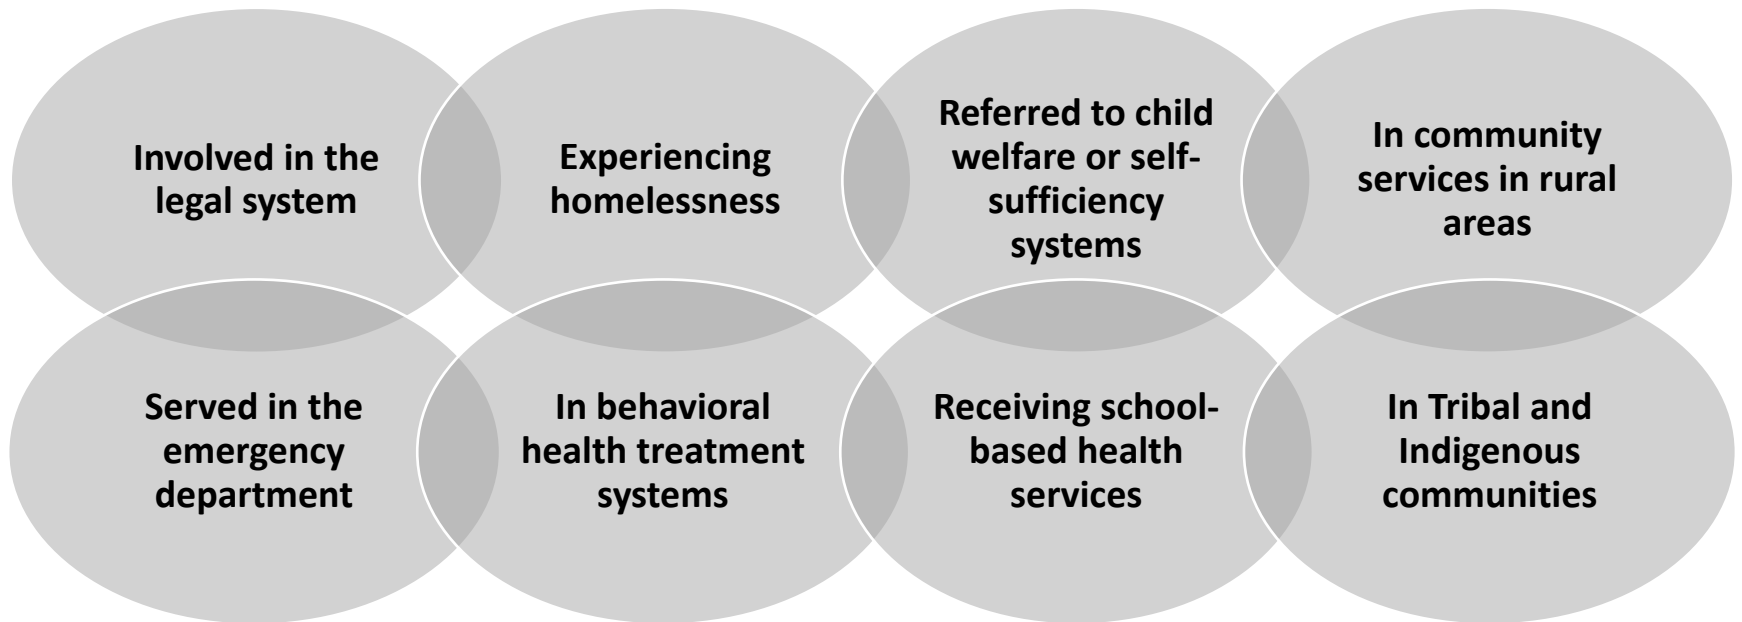 Involved in the
legal system
Experiencing
homelessness
Referred to child
welfare or self-
sufficiency
systems
In community
services in rural
areas
Served in the
emergency
department
In behavioral
health treatment
systems
Receiving school-
based health
services
In Tribal and
Indigenous
communities